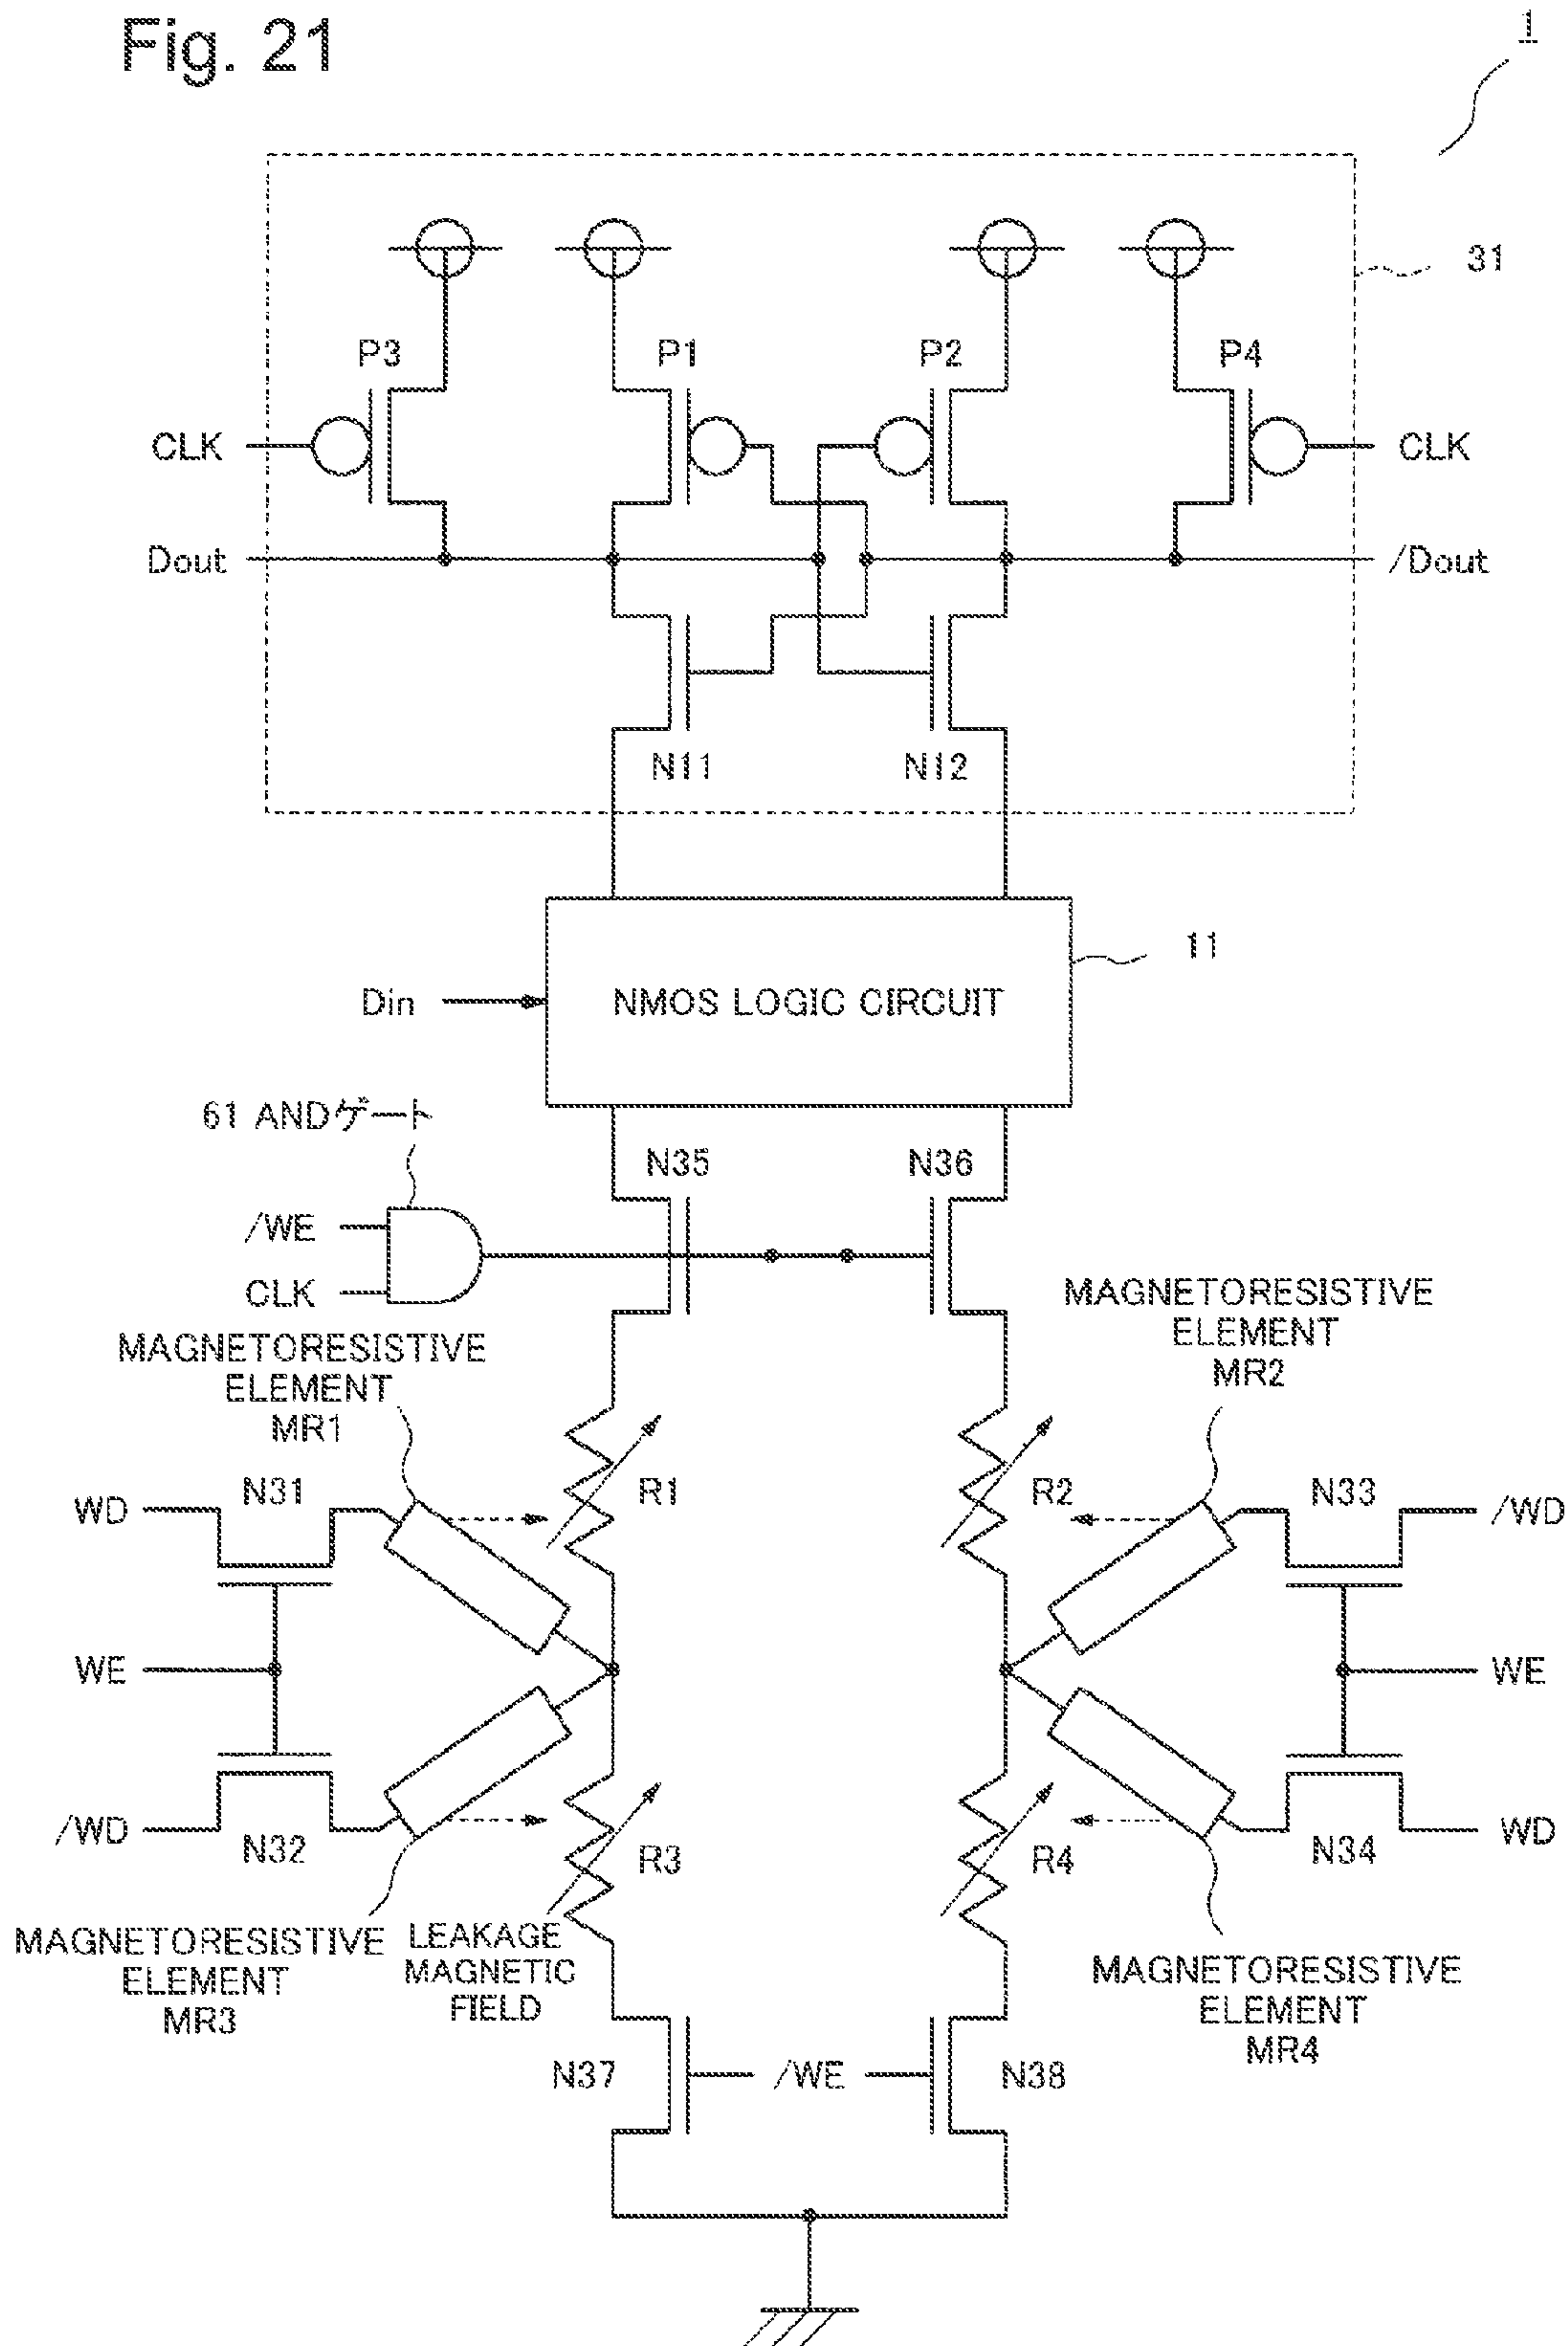 Fig. 21
1
31
P3
P1
P2
P4
CLK
CLK
Dout
/Dout
N11
N12
11
Din
NMOS LOGIC CIRCUIT
61 ANDゲート
N35
N36
/WE
CLK
MAGNETORESISTIVE
ELEMENT
MR1
MAGNETORESISTIVE
ELEMENT
MR2
WD
N31
R1
R2
N33
/WD
WE
WE
/WD
N32
R3
R4
N34
WD
MAGNETORESISTIVE
ELEMENT
MR3
LEAKAGE
MAGNETIC
FIELD
MAGNETORESISTIVE
ELEMENT
MR4
N37
/WE
N38